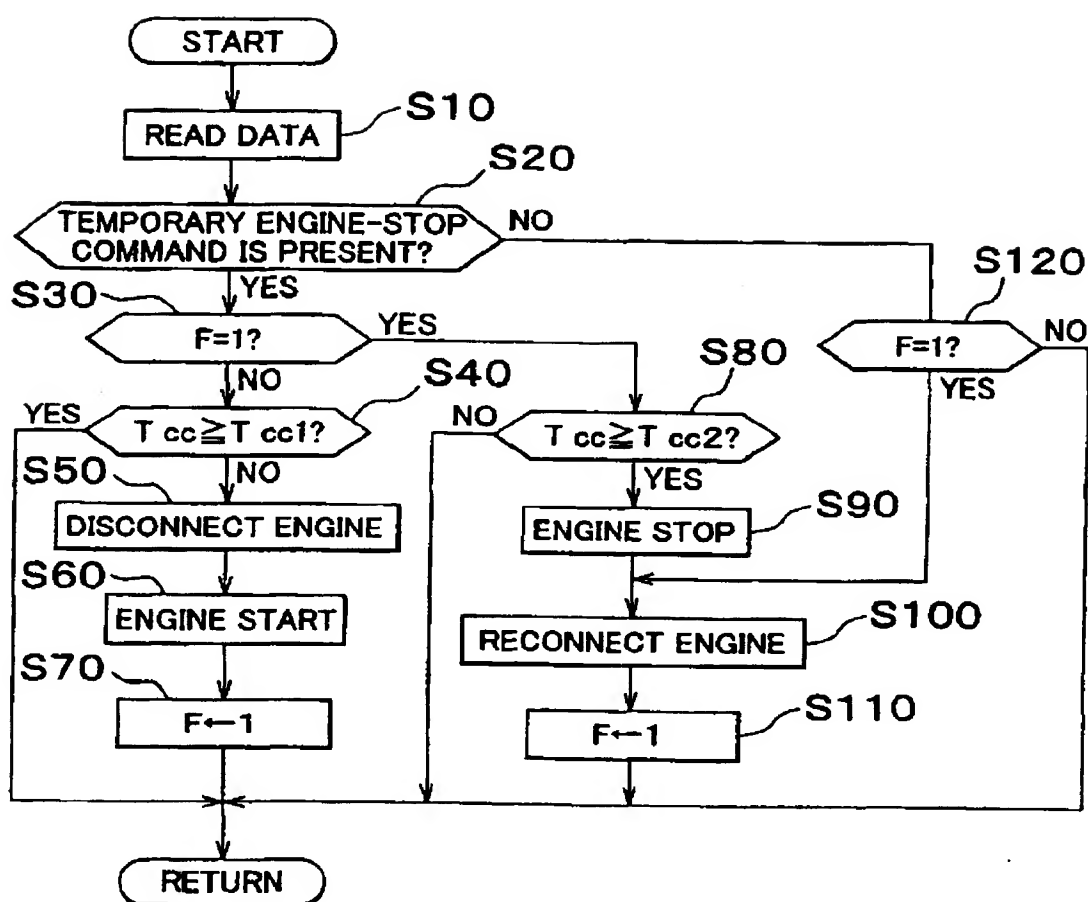 START
S10
READ DATA
S20
TEMPORARY ENGINE-STOP
COMMAND IS PRESENT?
NO
YES
S30
F=1?
YES
NO
S120
F=1?
NO
YES
S40
YES
T cc≧T cc1?
NO
S80
NO
T cc≧T cc2?
YES
S50
DISCONNECT ENGINE
S90
ENGINE STOP
S60
ENGINE START
S100
RECONNECT ENGINE
S70
F←1
S110
F←1
RETURN